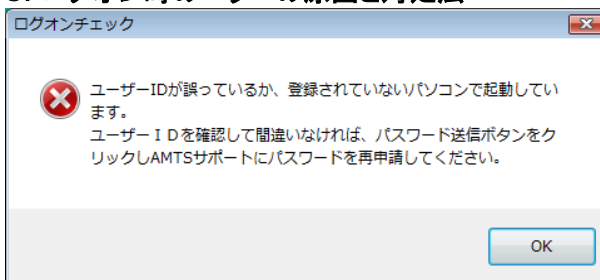 ログオンチェック
ユーザーIDが誤っているか、登録されていないパソコンで起動してい
ます。
ユーザーＩＤを確認して間違いなければ、パスワード送信ボタンをク
リックしAMTSサポートにパスワードを再申請してください。
OK